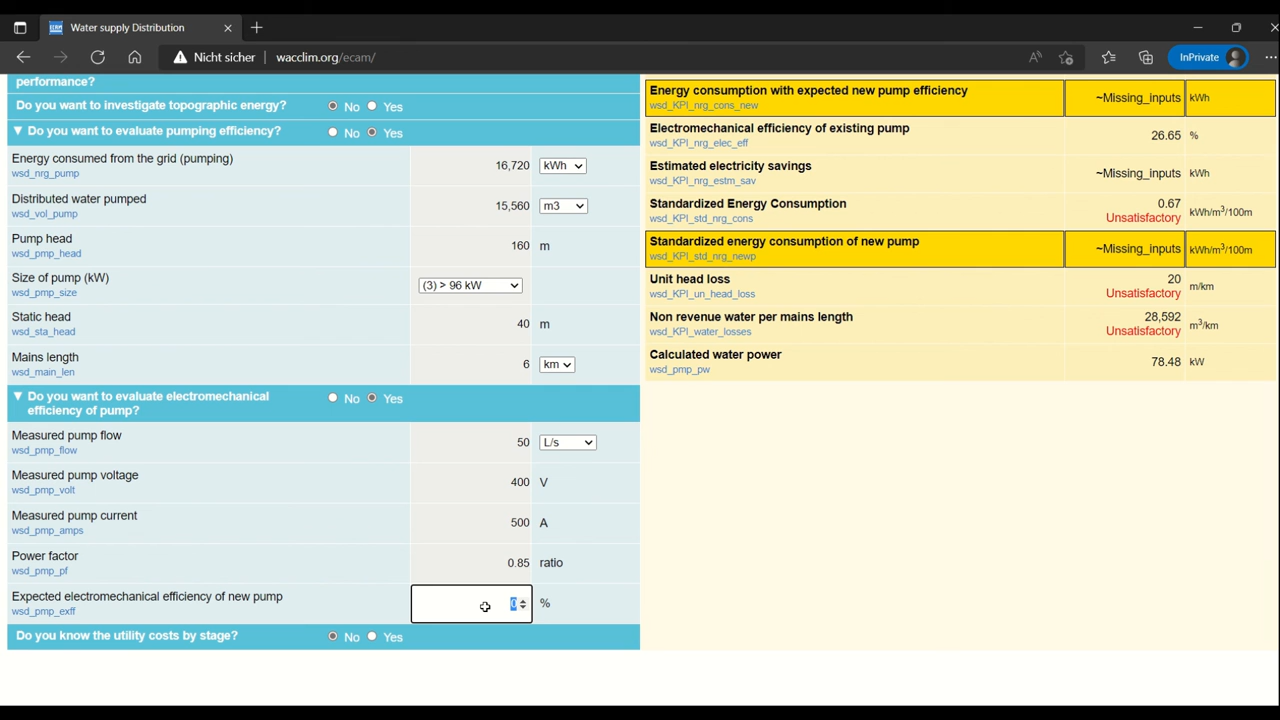 Water supply Distribution
Nicht sicher
wacclim.org/ecam/
InPrivate
performance?
Do you want to investigate topographic energy?
No
Yes
Do you want to evaluate pumping efficiency?
No
Yes
Energy consumed from the grid (pumping)
wsd_nrg_pump
16,720
kWh
Distributed water pumped
wsd_vol_pump
15,560
m3
Pump head
wsd_pmp_head
160
m
Size of pump (kW)
wsd_pmp_size
(3) > 96 kW
Static head
wsd_sta_head
40
m
Mains length
wsd_main_len
6
km
Do you want to evaluate electromechanical
efficiency of pump?
No
Yes
Measured pump flow
wsd_pmp_flow
50
L/s
Measured pump voltage
wsd_pmp_volt
400
V
Measured pump current
wsd_pmp_amps
500
A
Power factor
wsd_pmp_pf
0.85
ratio
Expected electromechanical efficiency of new pump
wsd_pmp_exff
0
%
Do you know the utility costs by stage?
No
Yes
Energy consumption with expected new pump efficiency
wsd_KPI_nrg_cons_new
~Missing_inputs
kWh
Electromechanical efficiency of existing pump
wsd_KPI_nrg_elec_eff
26.65
%
Estimated electricity savings
wsd_KPI_nrg_estm_sav
~Missing_inputs
kWh
Standardized Energy Consumption
wsd_KPI_std_nrg_cons
0.67
Unsatisfactory
kWh/m³/100m
Standardized energy consumption of new pump
wsd_KPI_std_nrg_newp
~Missing_inputs
kWh/m³/100m
Unit head loss
wsd_KPI_un_head_loss
20
Unsatisfactory
m/km
Non revenue water per mains length
wsd_KPI_water_losses
28,592
Unsatisfactory
m³/km
Calculated water power
wsd_pmp_pw
78.48
kW